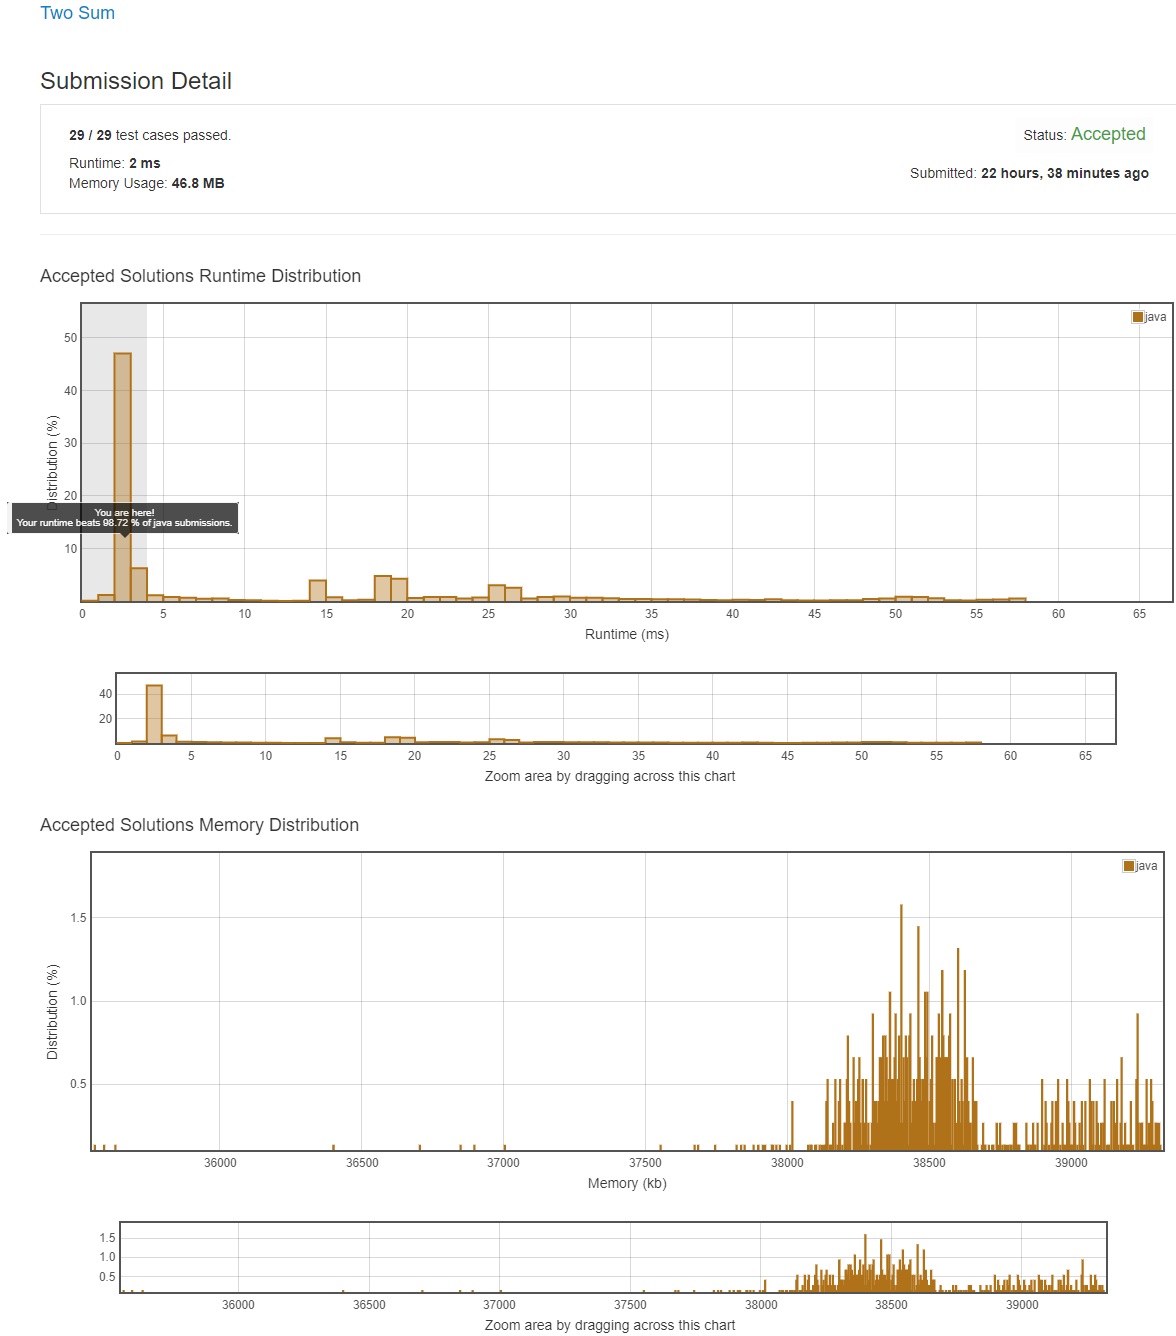 Two Sum
Submission Detail
29 / 29 test cases passed.
Status: Accepted
Runtime: 2 ms
Memory Usage: 46.8 MB
Submitted: 22 hours, 38 minutes ago
Accepted Solutions Runtime Distribution
java
50
40
30
20
10
Distribution (%)
You are here!
Your runtime beats 98.72 % of java submissions.
0 5 10 15 20 25 30 35 40 45 50 55 60 65
Runtime (ms)
40
20
0 5 10 15 20 25 30 35 40 45 50 55 60 65
Zoom area by dragging across this chart
Accepted Solutions Memory Distribution
java
1.5
1.0
0.5
Distribution (%)
36000 36500 37000 37500 38000 38500 39000
Memory (kb)
1.5
1.0
0.5
36000 36500 37000 37500 38000 38500 39000
Zoom area by dragging across this chart